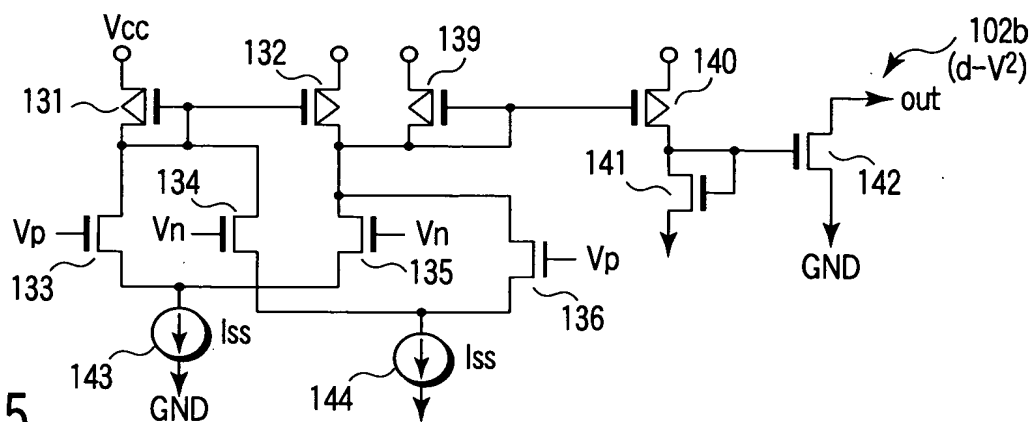 Vcc
132
139
102b
(d-V²)
131
140
out
134
141
142
Vp
Vn
Vn
Vp
133
135
136
GND
Iss
Iss
143
144
GND
5